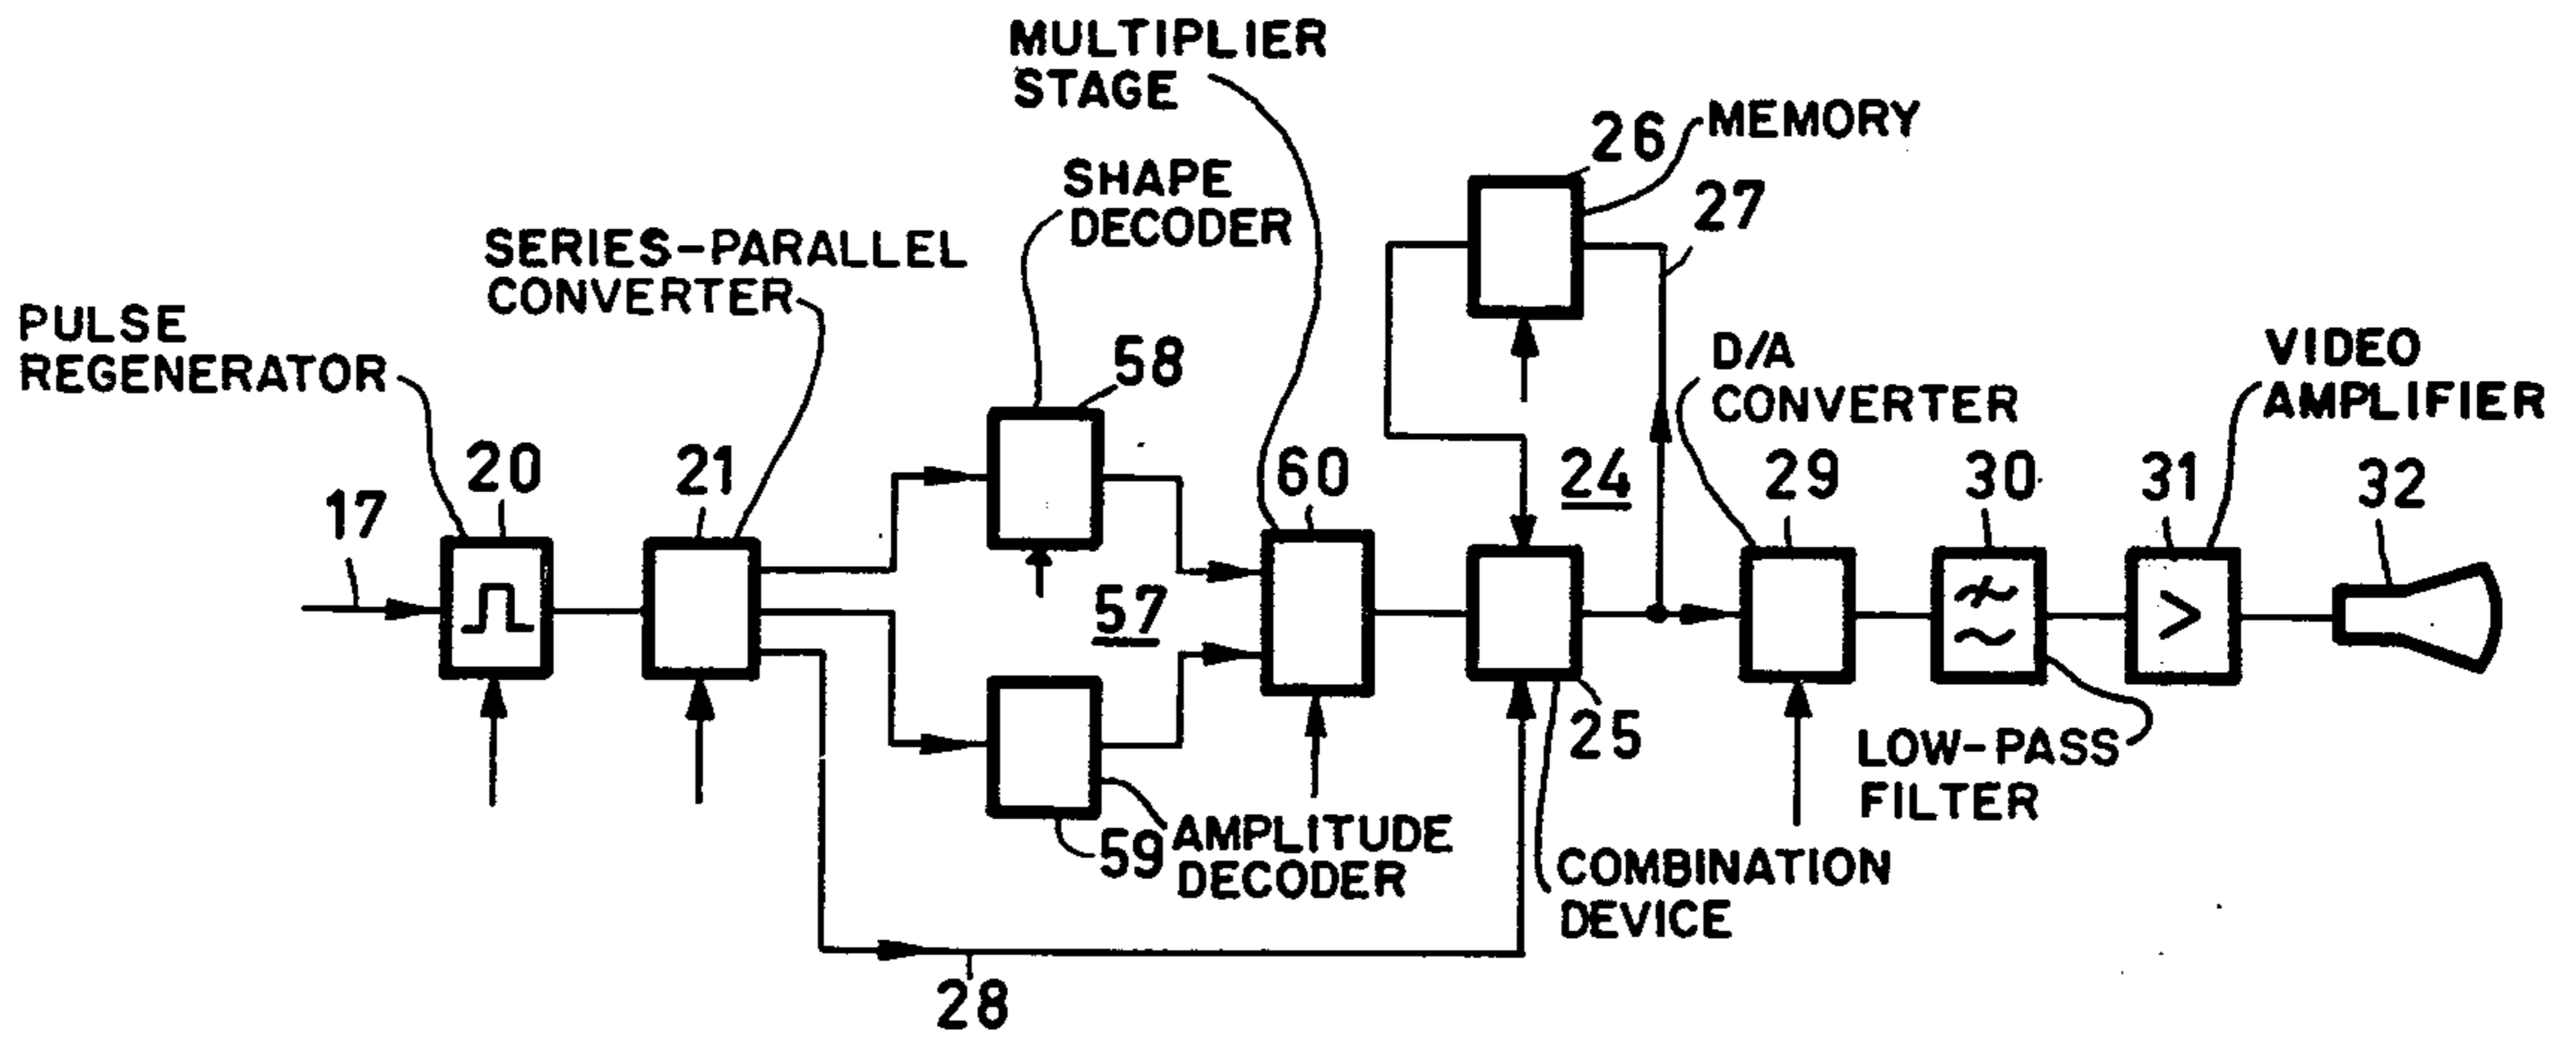 MULTIPLIER
STAGE
26
MEMORY
27
SHAPE
DECODER
SERIES-PARALLEL
CONVERTER
PULSE
REGENERATOR
58
D/A
CONVERTER
VIDEO
AMPLIFIER
17
20
21
60
24
29
30
31
32
57
>
25
LOW-PASS
FILTER
59
AMPLITUDE
DECODER
COMBINATION
DEVICE
28